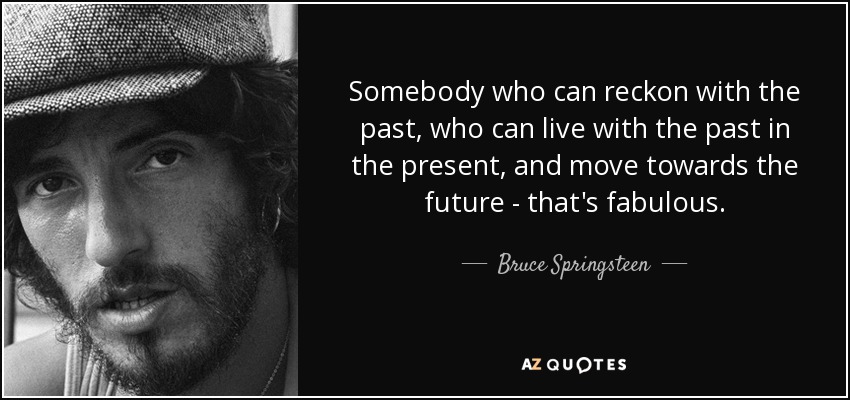 Somebody who can reckon with the
past, who can live with the past in
the present, and move towards the
future - that's fabulous.
Bruce Springsteen
AZ QUOTES